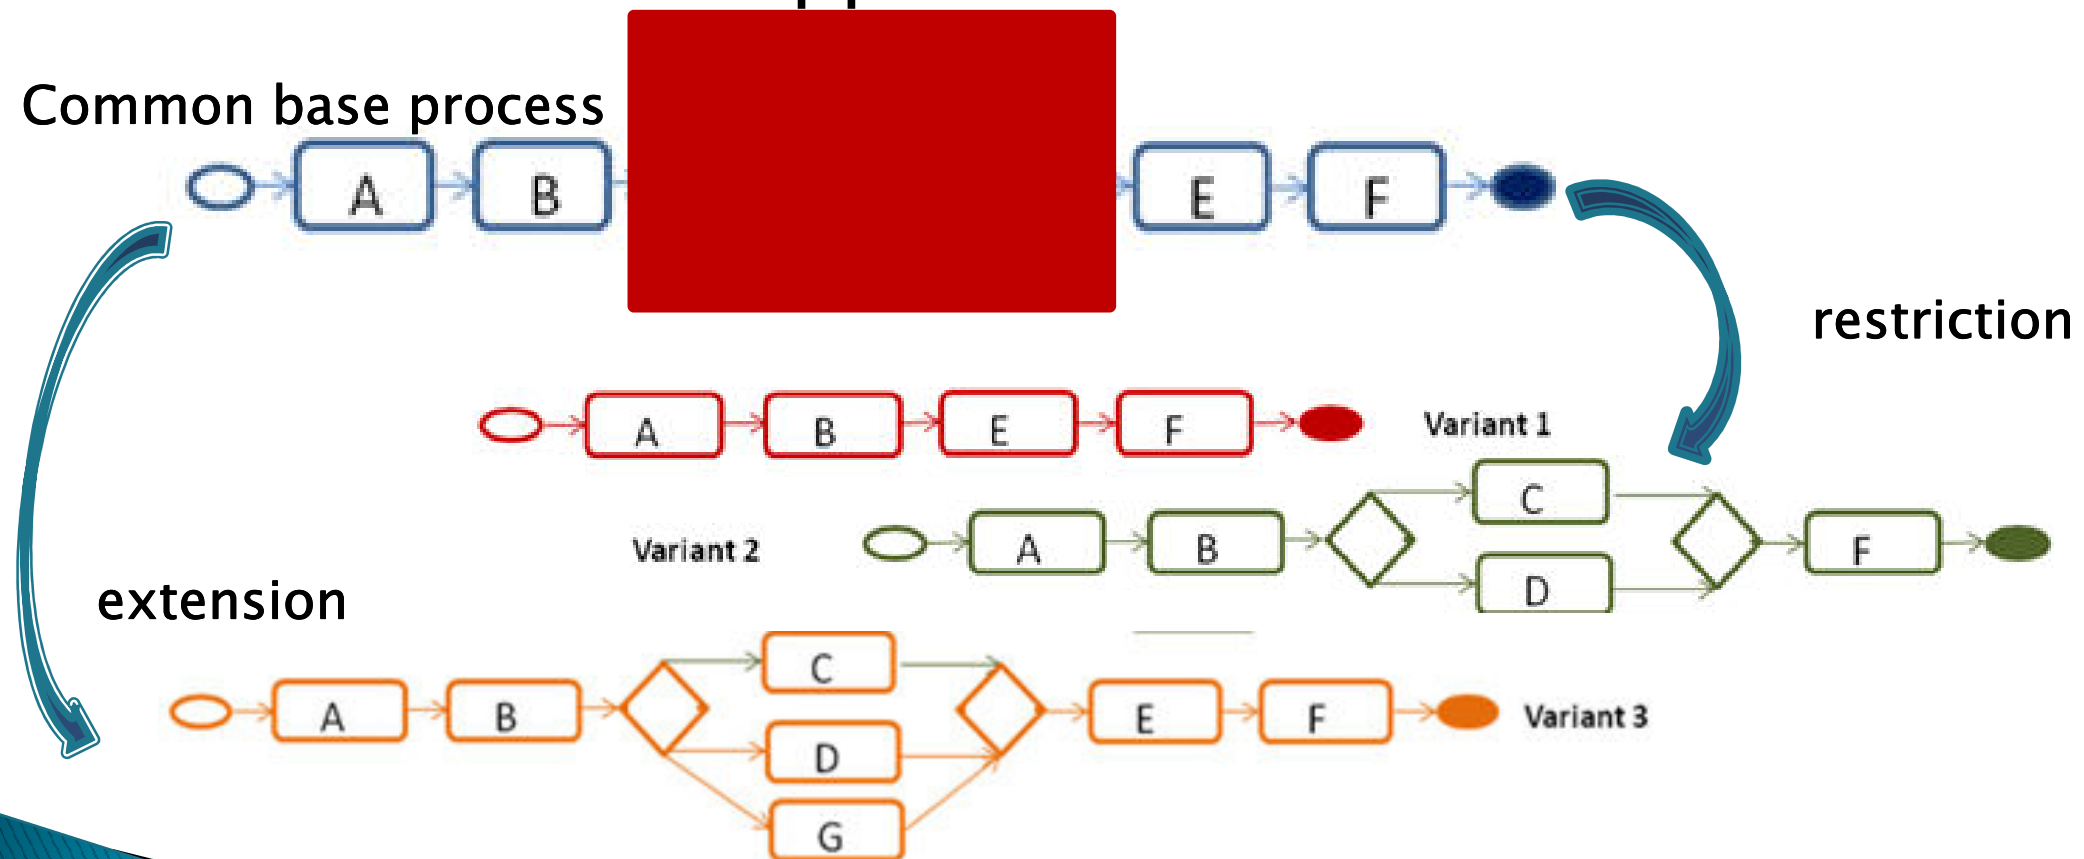 Common base process
A B E F
restriction
A B E F Variant 1
C
Variant 2 A B F
D
extension
C
A B E F Variant 3
D
G